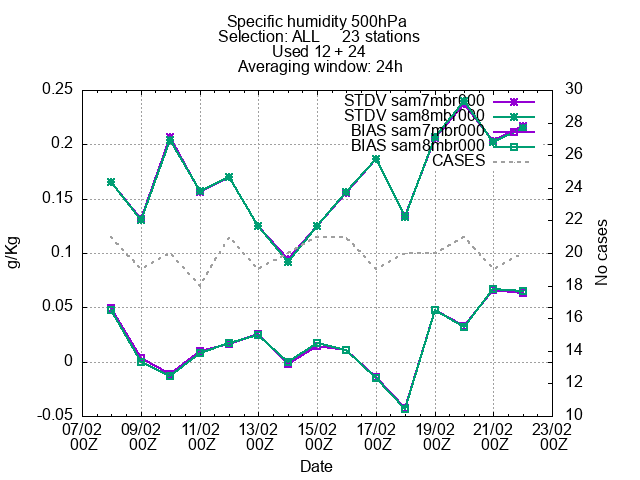 Specific humidity 500hPa
Selection: ALL 23 stations
Used 12 + 24
Averaging window: 24h
STDV sam7mbr000
STDV sam8mbr000
BIAS sam7mbr000
BIAS sam8mbr000
CASES
0.25
0.2
0.15
0.1
0.05
0
-0.05
g/Kg
30
28
26
24
22
20
18
16
14
12
10
No cases
07/02 09/02 11/02 13/02 15/02 17/02 19/02 21/02 23/02
00Z 00Z 00Z 00Z 00Z 00Z 00Z 00Z 00Z
Date